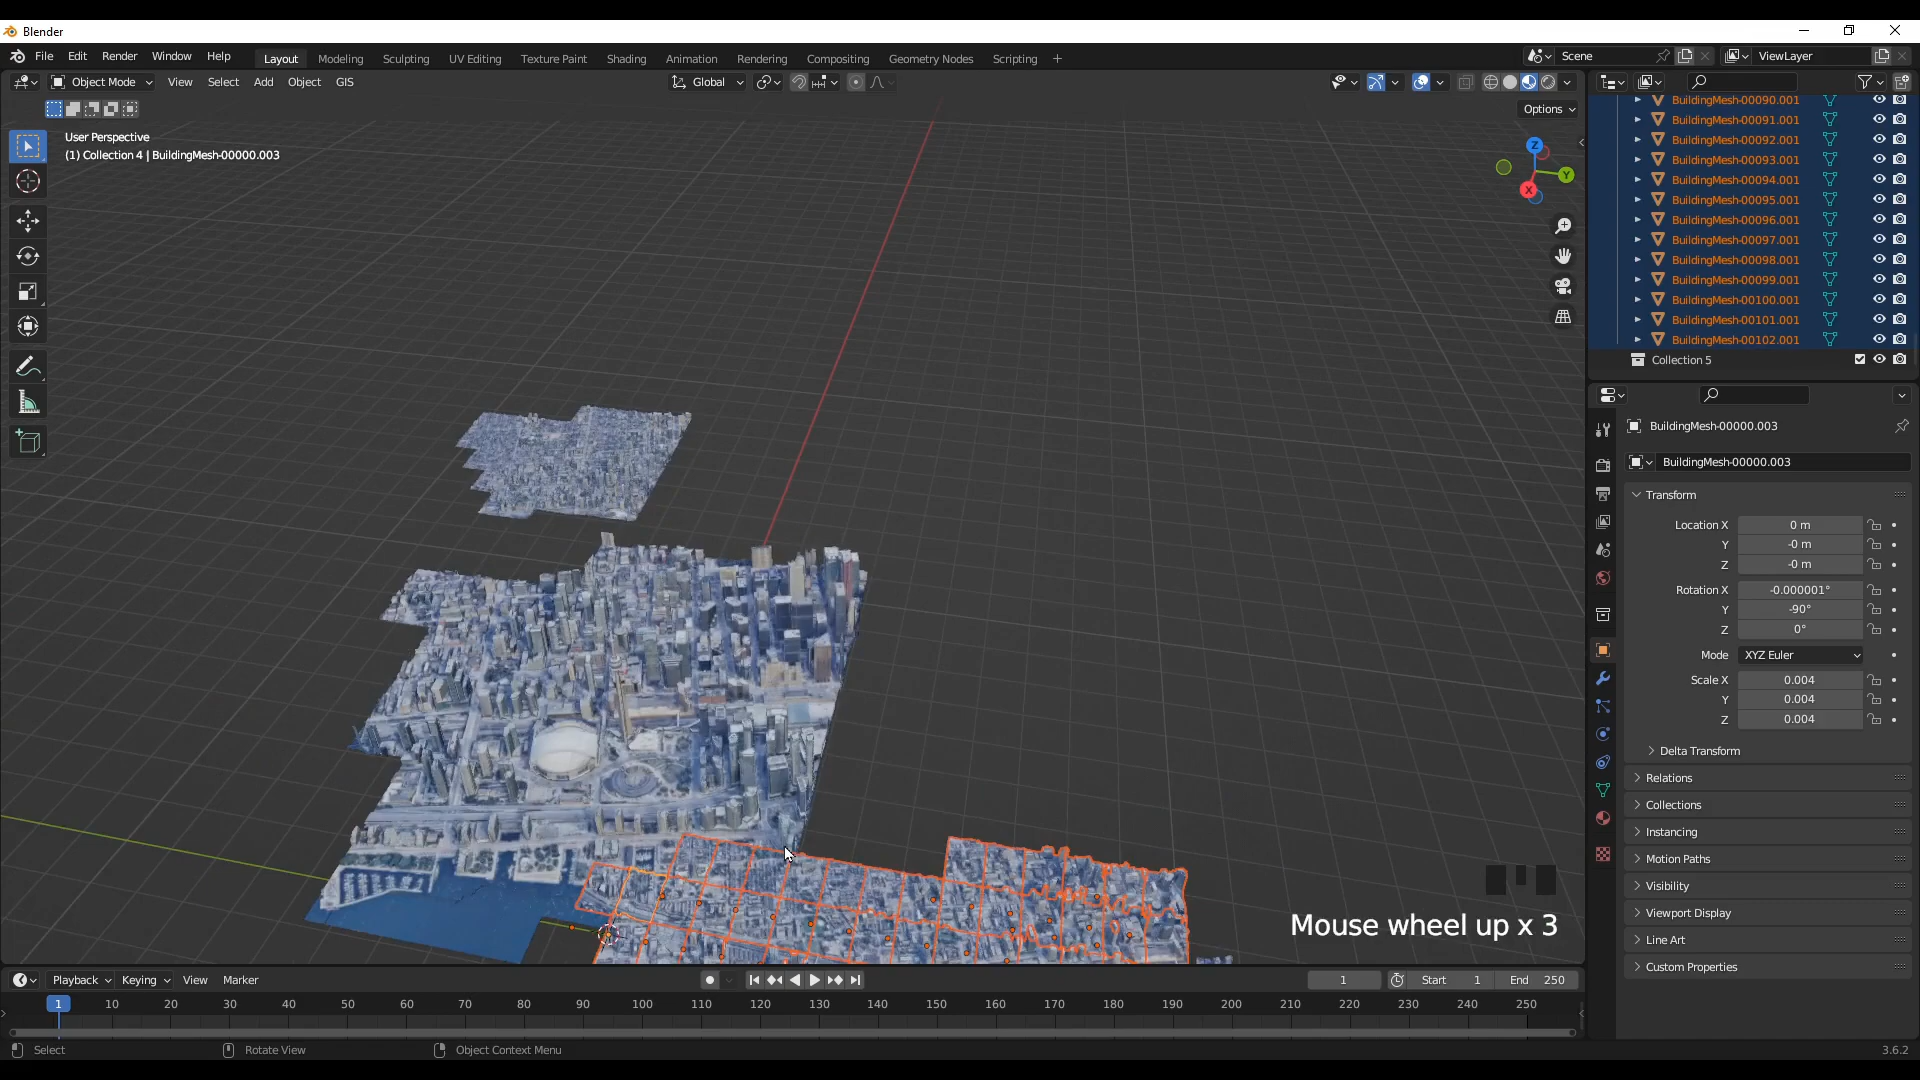 Blender
File Edit Render Window Help Layout Modeling Sculpting UV Editing Texture Paint Shading Animation Rendering Compositing Geometry Nodes Scripting + Scene ViewLayer
Object Mode View Select Add Object GIS Global
Options
User Perspective
(1) Collection 4 | BuildingMesh-00000.003
Z
Y
X
BuildingMesh-00090.001
BuildingMesh-00091.001
BuildingMesh-00092.001
BuildingMesh-00093.001
BuildingMesh-00094.001
BuildingMesh-00095.001
BuildingMesh-00096.001
BuildingMesh-00097.001
BuildingMesh-00098.001
BuildingMesh-00099.001
BuildingMesh-00100.001
BuildingMesh-00101.001
BuildingMesh-00102.001
Collection 5
BuildingMesh-00000.003
BuildingMesh-00000.003
Transform
Location X 0 m
Y -0 m
Z -0 m
Rotation X -0.000001°
Y -90°
Z 0°
Mode XYZ Euler
Scale X 0.004
Y 0.004
Z 0.004
Delta Transform
Relations
Collections
Instancing
Motion Paths
Visibility
Viewport Display
Line Art
Custom Properties
Mouse wheel up x 3
Playback Keying View Marker 1 Start 1 End 250
1 10 20 30 40 50 60 70 80 90 100 110 120 130 140 150 160 170 180 190 200 210 220 230 240 250
Select Rotate View Object Context Menu 3.6.2